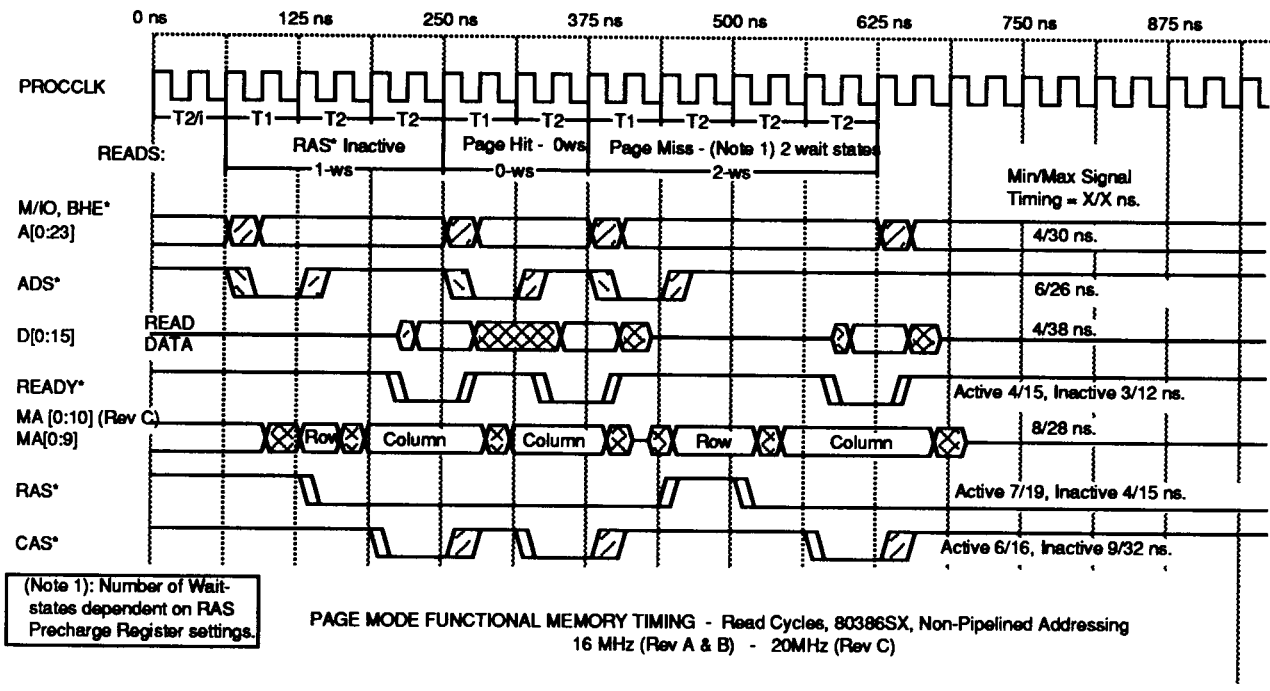 0 ns 125 ns 250 ns 375 ns 500 ns 625 ns 750 ns 875 ns
PROCCLK
T2/i T1 T2 T2 T1 T2 T1 T2 T2 T2
READS: RAS* Inactive Page Hit - 0ws Page Miss - (Note 1) 2 wait states
1-ws 0-ws 2-ws
Min/Max Signal
Timing = X/X ns.
M/IO, BHE*
A[0:23] 4/30 ns.
ADS* 6/26 ns.
D[0:15] READ DATA 4/38 ns.
READY* Active 4/15, Inactive 3/12 ns.
MA [0:10] (Rev C)
MA[0:9] Row Column Column Row Column 8/28 ns.
RAS* Active 7/19, Inactive 4/15 ns.
CAS* Active 6/16, Inactive 9/32 ns.
(Note 1): Number of Wait-
states dependent on RAS
Precharge Register settings.
PAGE MODE FUNCTIONAL MEMORY TIMING - Read Cycles, 80386SX, Non-Pipelined Addressing
16 MHz (Rev A & B) - 20MHz (Rev C)